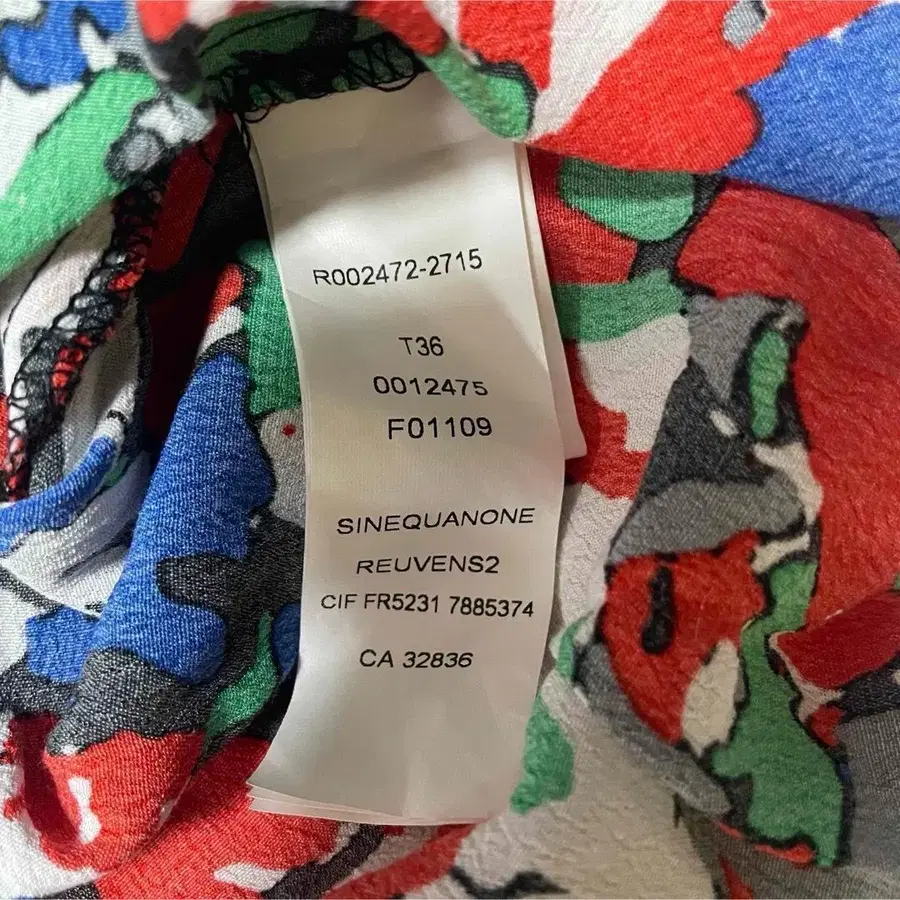 R002472-2715
T36
0012475
F01109
SINEQUANONE
REUVENS2
CIF FR5231 7885374
CA 32836